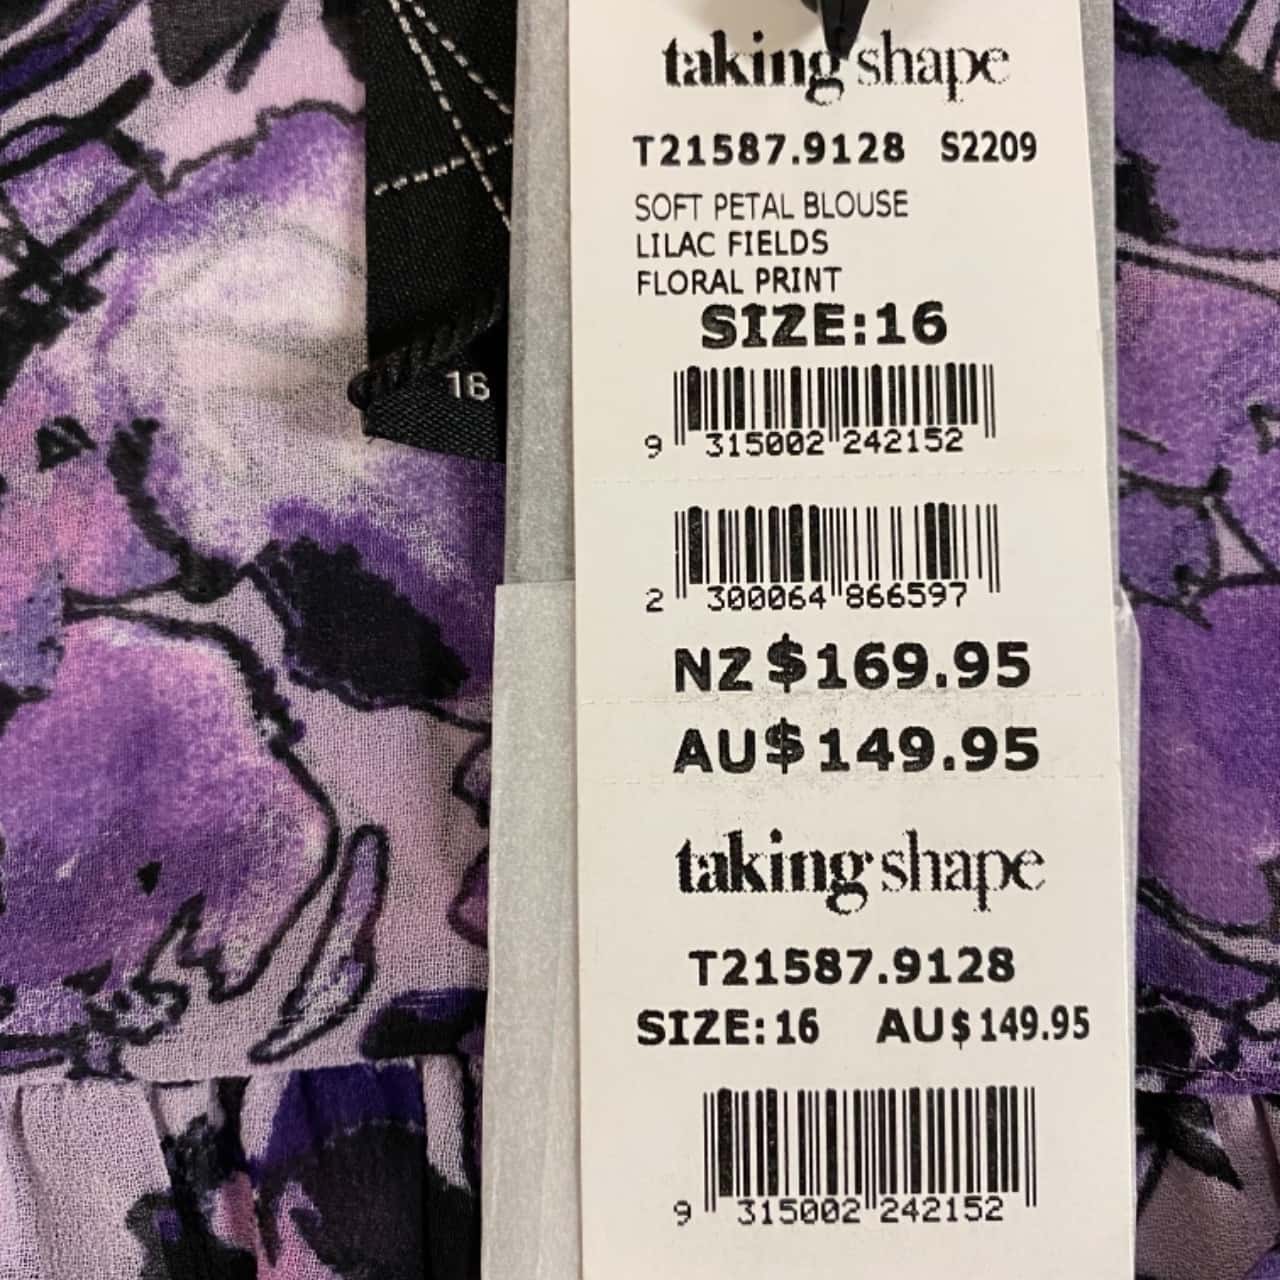 taking shape
T21587.9128 S2209
SOFT PETAL BLOUSE
LILAC FIELDS
FLORAL PRINT
SIZE:16
9 315002 242152
16
2 300064 866597
NZ $169.95
AU$149.95
taking shape
T21587.9128
SIZE:16 AU$149.95
9 315002 242152